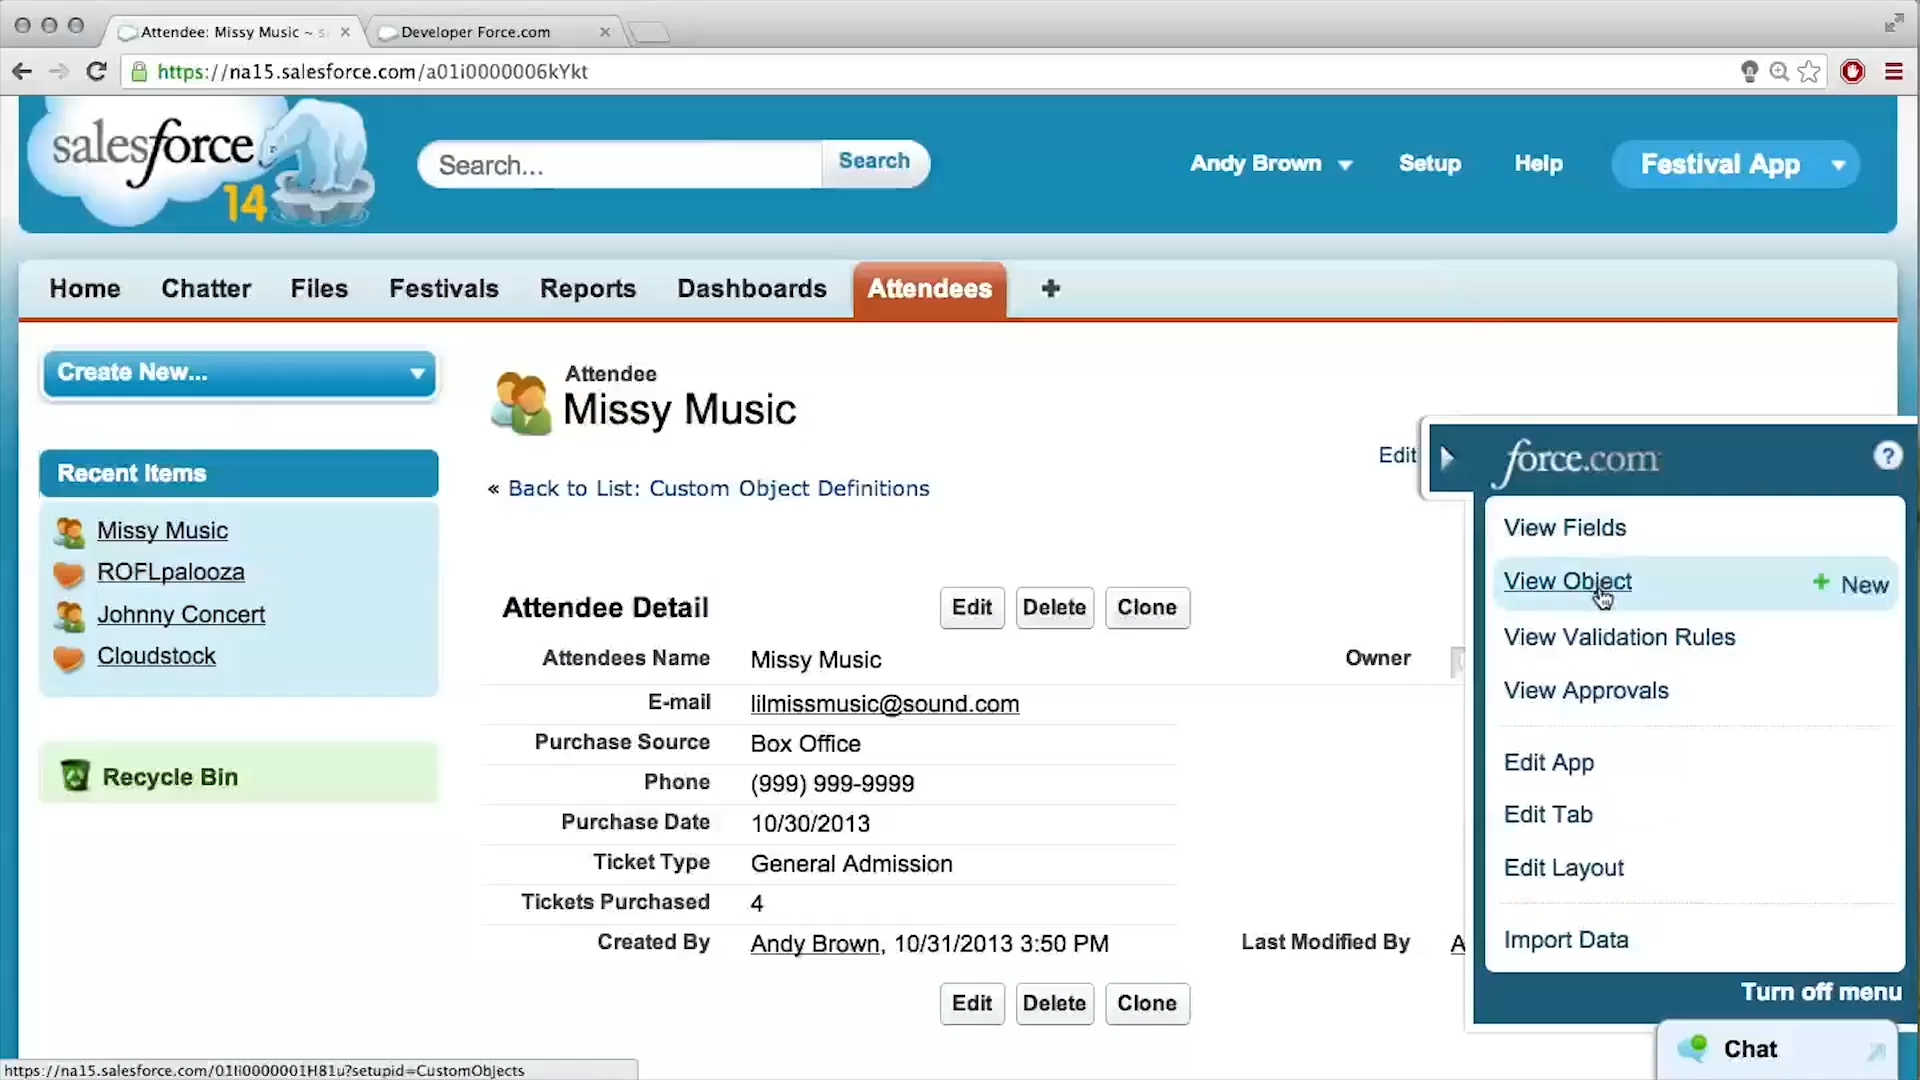 Attendee: Missy Music ~ s
Developer Force.com
https://na15.salesforce.com/a01i0000006kYkt
salesforce
14
Search...
Search
Andy Brown
Setup
Help
Festival App
Home
Chatter
Files
Festivals
Reports
Dashboards
Attendees
Create New...
Recent Items
Missy Music
ROFLpalooza
Johnny Concert
Cloudstock
Recycle Bin
Attendee
Missy Music
« Back to List: Custom Object Definitions
Edit
Attendee Detail
Edit
Delete
Clone
Attendees Name Missy Music
Owner
E-mail lilmissmusic@sound.com
Purchase Source Box Office
Phone (999) 999-9999
Purchase Date 10/30/2013
Ticket Type General Admission
Tickets Purchased 4
Created By Andy Brown, 10/31/2013 3:50 PM
Last Modified By A
Edit
Delete
Clone
force.com
?
View Fields
View Object
+ New
View Validation Rules
View Approvals
Edit App
Edit Tab
Edit Layout
Import Data
Turn off menu
Chat
https://na15.salesforce.com/01Ii0000001H81u?setupid=CustomObjects